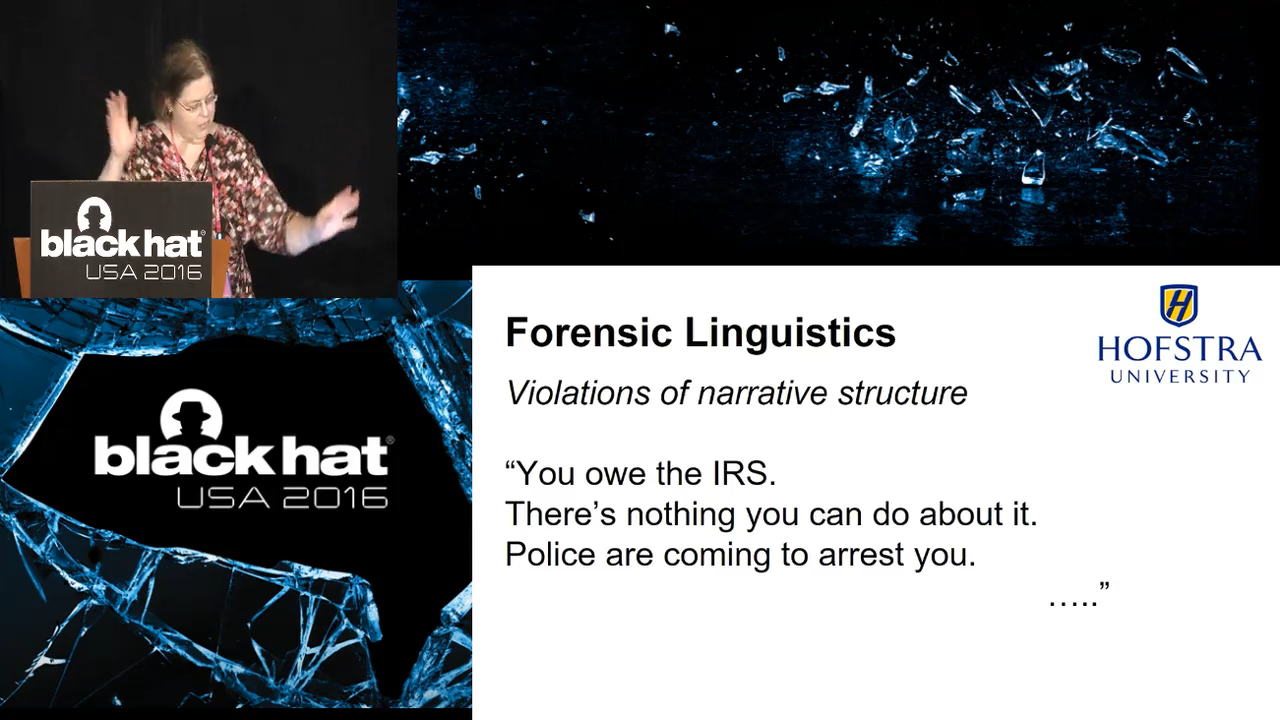 black hat®
USA 2016
black hat®
USA 2016
Forensic Linguistics
Violations of narrative structure
“You owe the IRS.
There’s nothing you can do about it.
Police are coming to arrest you.
…..”
H
HOFSTRA
UNIVERSITY